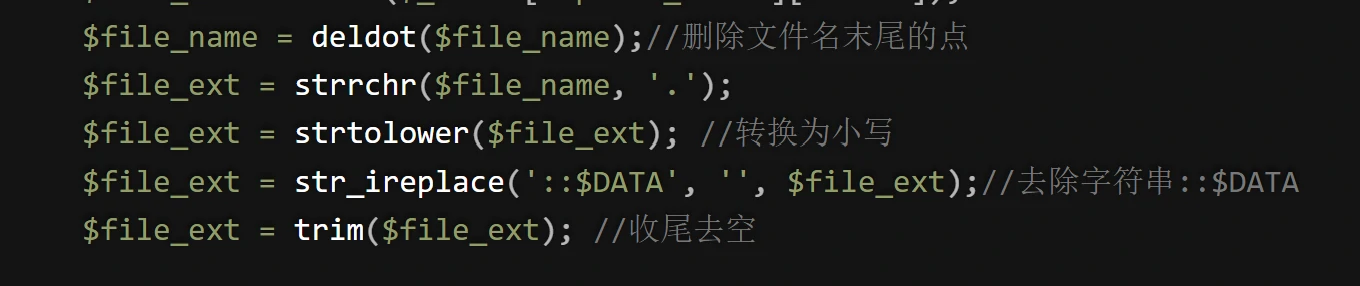 $file_name = deldot($file_name);//删除文件名末尾的点
$file_ext = strrchr($file_name, '.');
$file_ext = strtolower($file_ext); //转换为小写
$file_ext = str_ireplace('::$DATA', '', $file_ext);//去除字符串::$DATA
$file_ext = trim($file_ext); //收尾去空